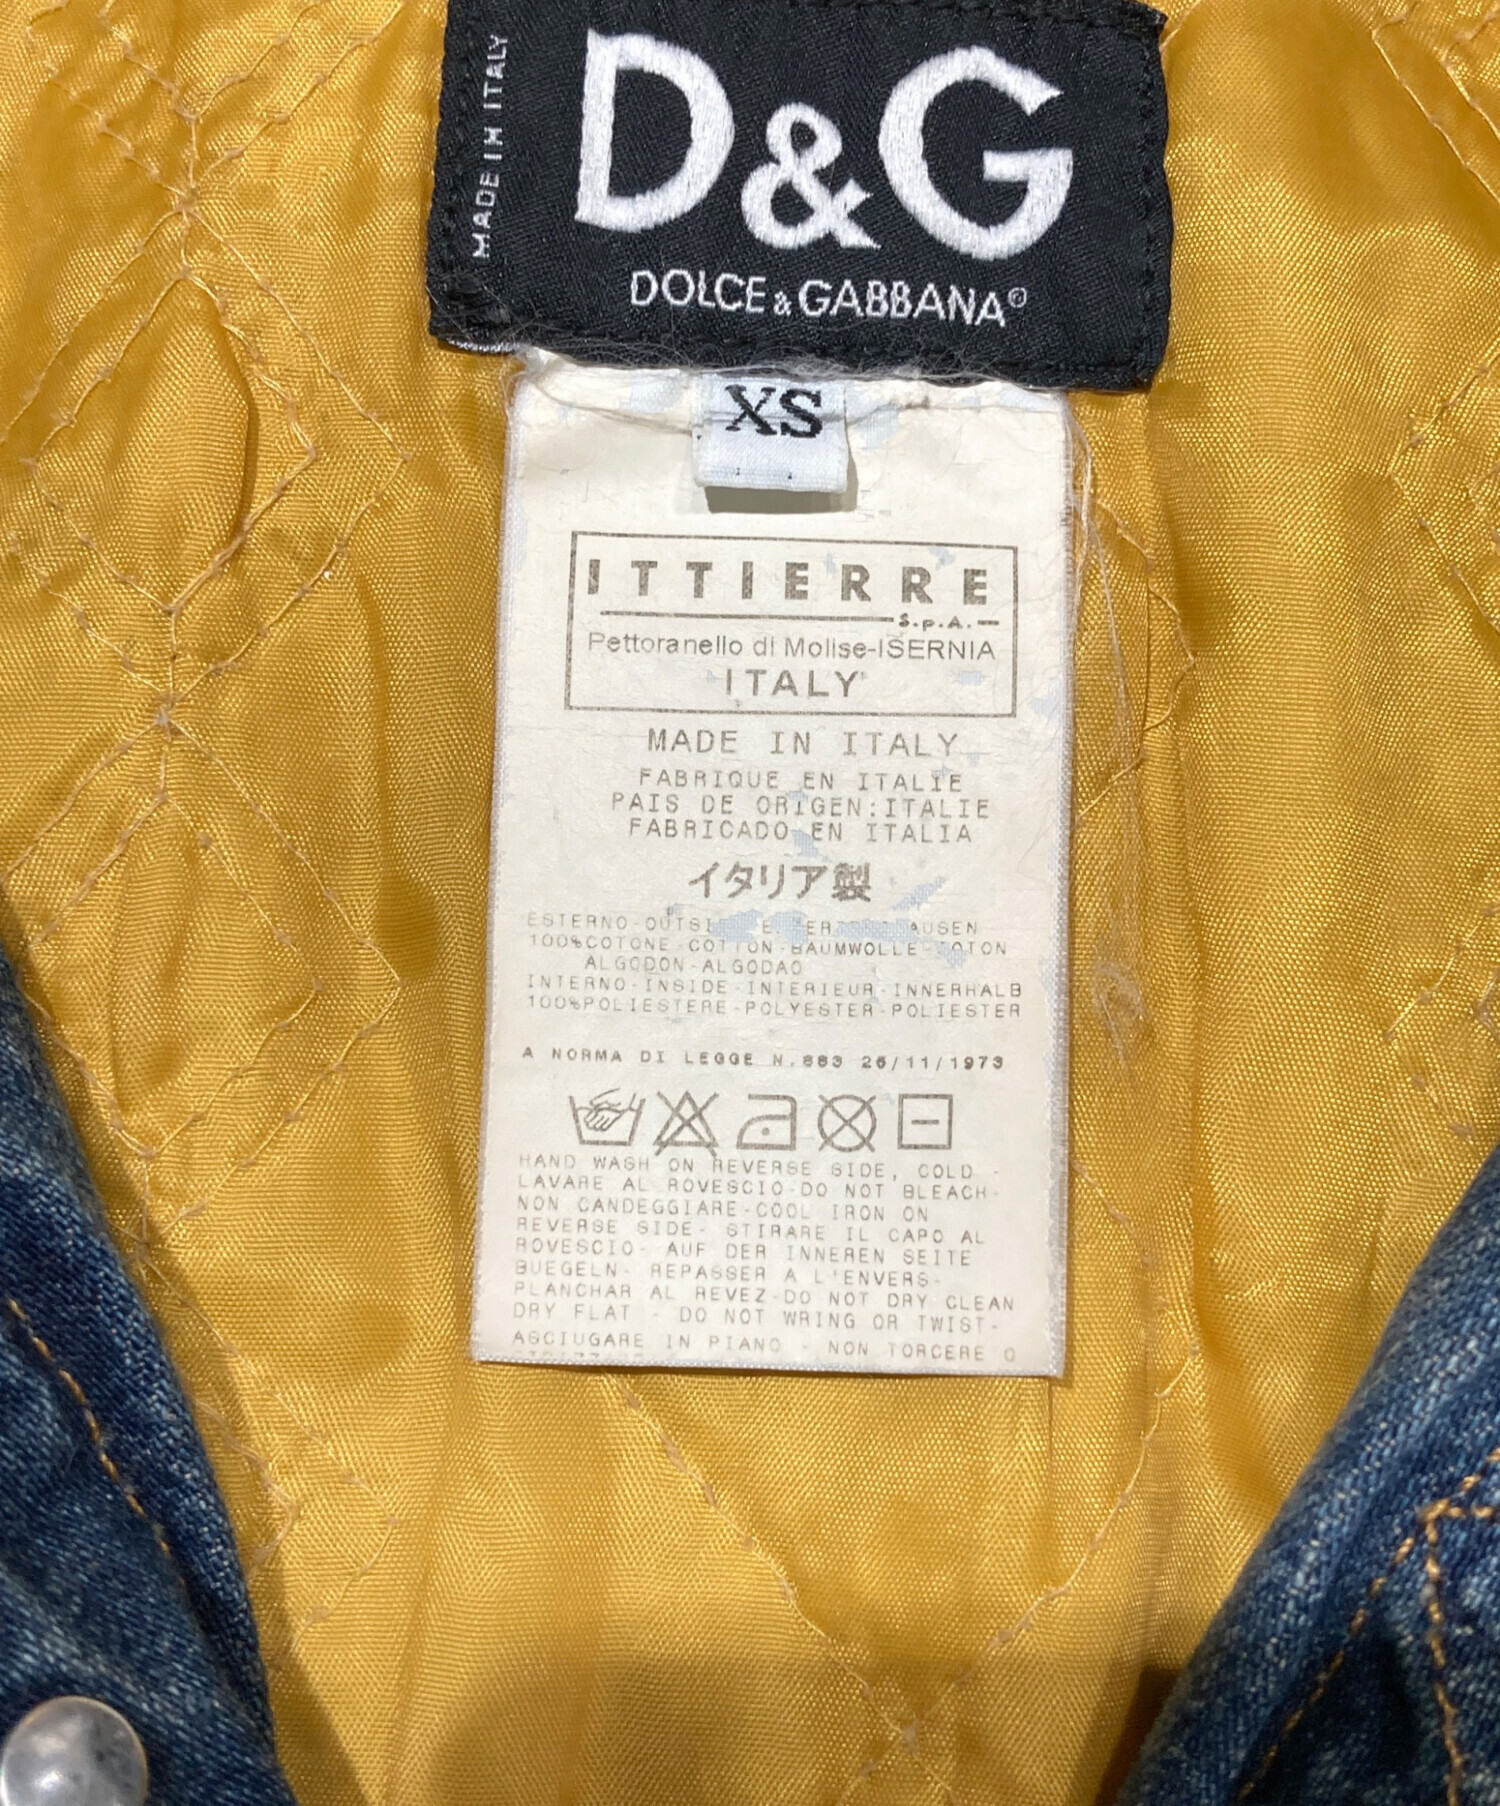 MADE IN ITALY
D&G
DOLCE & GABBANA©
XS
ITTIERRE
S.p.A.
Pettoranello di Molise-ISERNIA
ITALY
MADE IN ITALY
FABRIQUE EN ITALIE
PAIS DE ORIGEN:ITALIE
FABRICADO EN ITALIA
イタリア製
ESTERNO-OUTSI
100%COTONE-COTTON-BAUMWOLLE-COTON
ALGODON-ALGODAO
INTERNO-INSIDE-INTERIEUR-INNERHALB
100%POLIESTERE-POLYESTER-POLIESTER
A NORMA DI LEGGE N.883 26/11/1973
HAND WASH ON REVERSE SIDE, COLD -
LAVARE AL ROVESCIO-DO NOT BLEACH-
NON CANDEGGIARE-COOL IRON ON
REVERSE SIDE- STIRARE IL CAPO AL
ROVESCIO- AUF DER INNEREN SEITE
BUEGELN- REPASSER A L'ENVERS-
PLANCHAR AL REVEZ-DO NOT DRY CLEAN
DRY FLAT - DO NOT WRING OR TWIST-
ASCIUGARE IN PIANO - NON TORCERE O